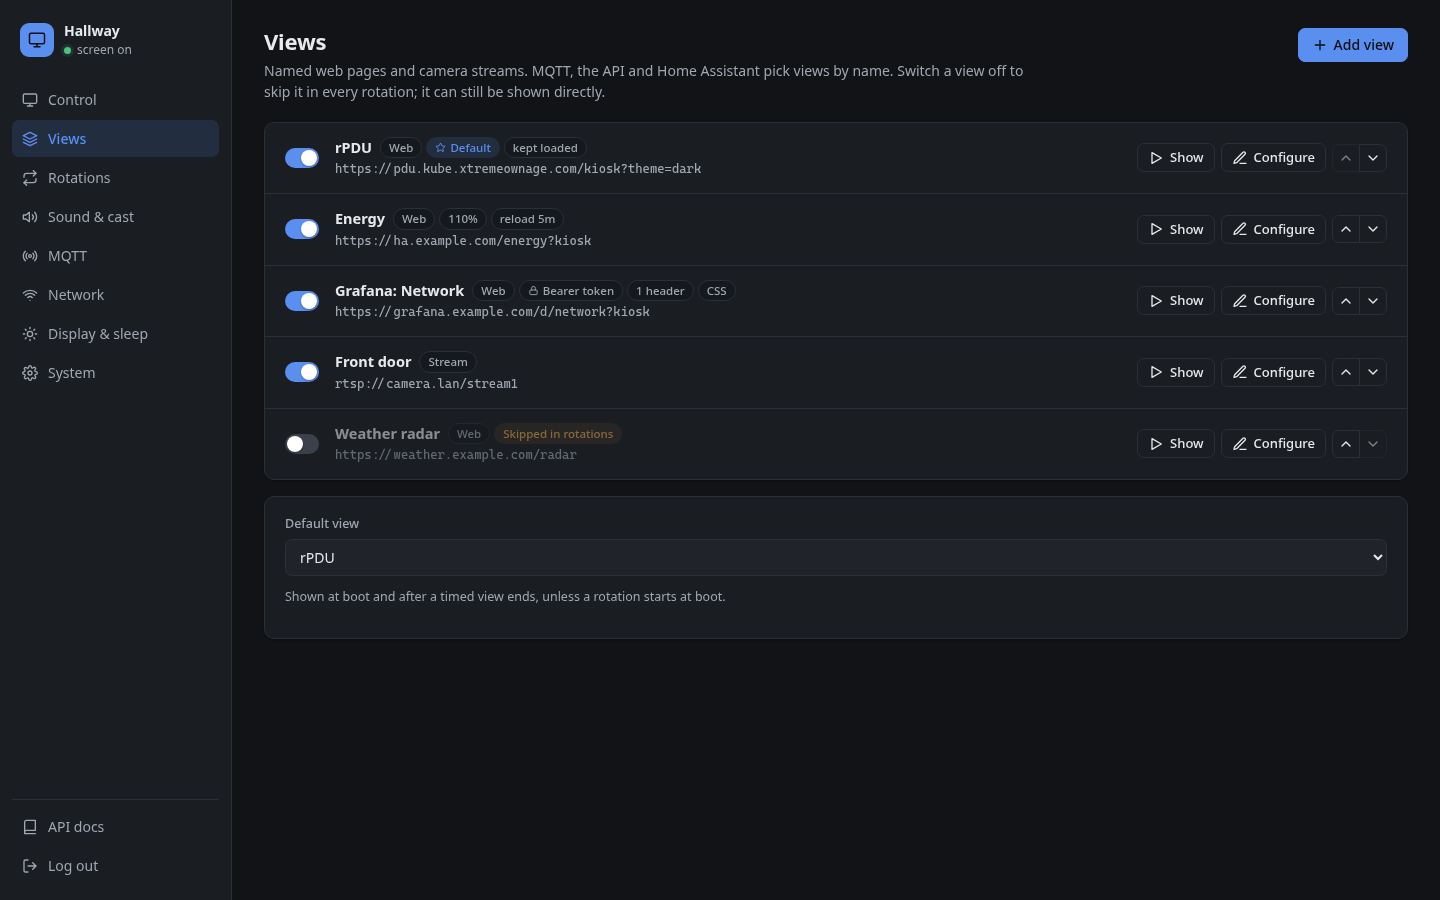 Hallway
screen on
Control
Views
Rotations
Sound & cast
MQTT
Network
Display & sleep
System
API docs
Log out
Views
Add view
Named web pages and camera streams. MQTT, the API and Home Assistant pick views by name. Switch a view off to
skip it in every rotation; it can still be shown directly.
rPDU Web Default kept loaded
https://pdu.kube.xtremeownage.com/kiosk?theme=dark
Show Configure
Energy Web 110% reload 5m
https://ha.example.com/energy?kiosk
Show Configure
Grafana: Network Web Bearer token 1 header CSS
https://grafana.example.com/d/network?kiosk
Show Configure
Front door Stream
rtsp://camera.lan/stream1
Show Configure
Weather radar Web Skipped in rotations
https://weather.example.com/radar
Show Configure
Default view
rPDU
Shown at boot and after a timed view ends, unless a rotation starts at boot.